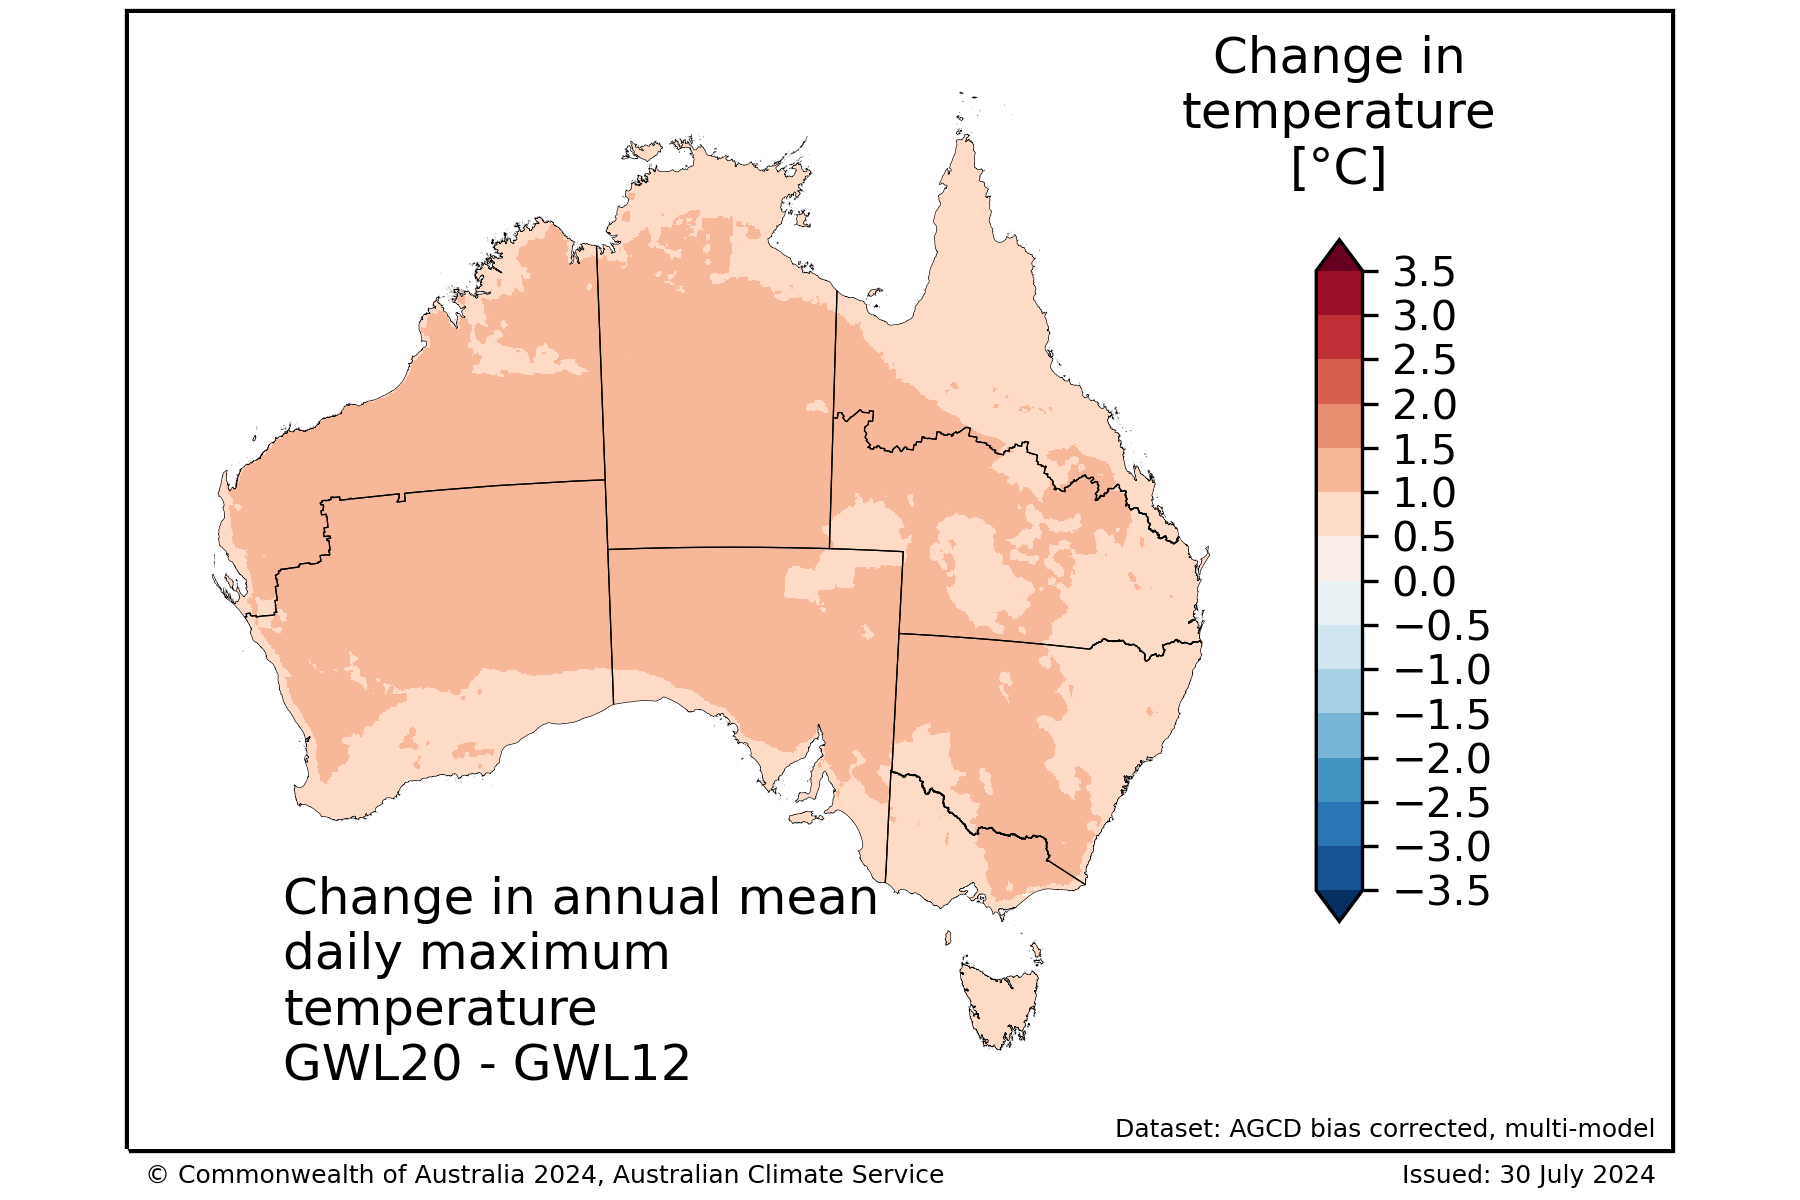 Change in
temperature
[°C]
3.5
3.0
2.5
2.0
1.5
1.0
0.5
0.0
−0.5
−1.0
−1.5
−2.0
−2.5
−3.0
−3.5
Change in annual mean
daily maximum
temperature
GWL20 - GWL12
Dataset: AGCD bias corrected, multi-model
© Commonwealth of Australia 2024, Australian Climate Service
Issued: 30 July 2024